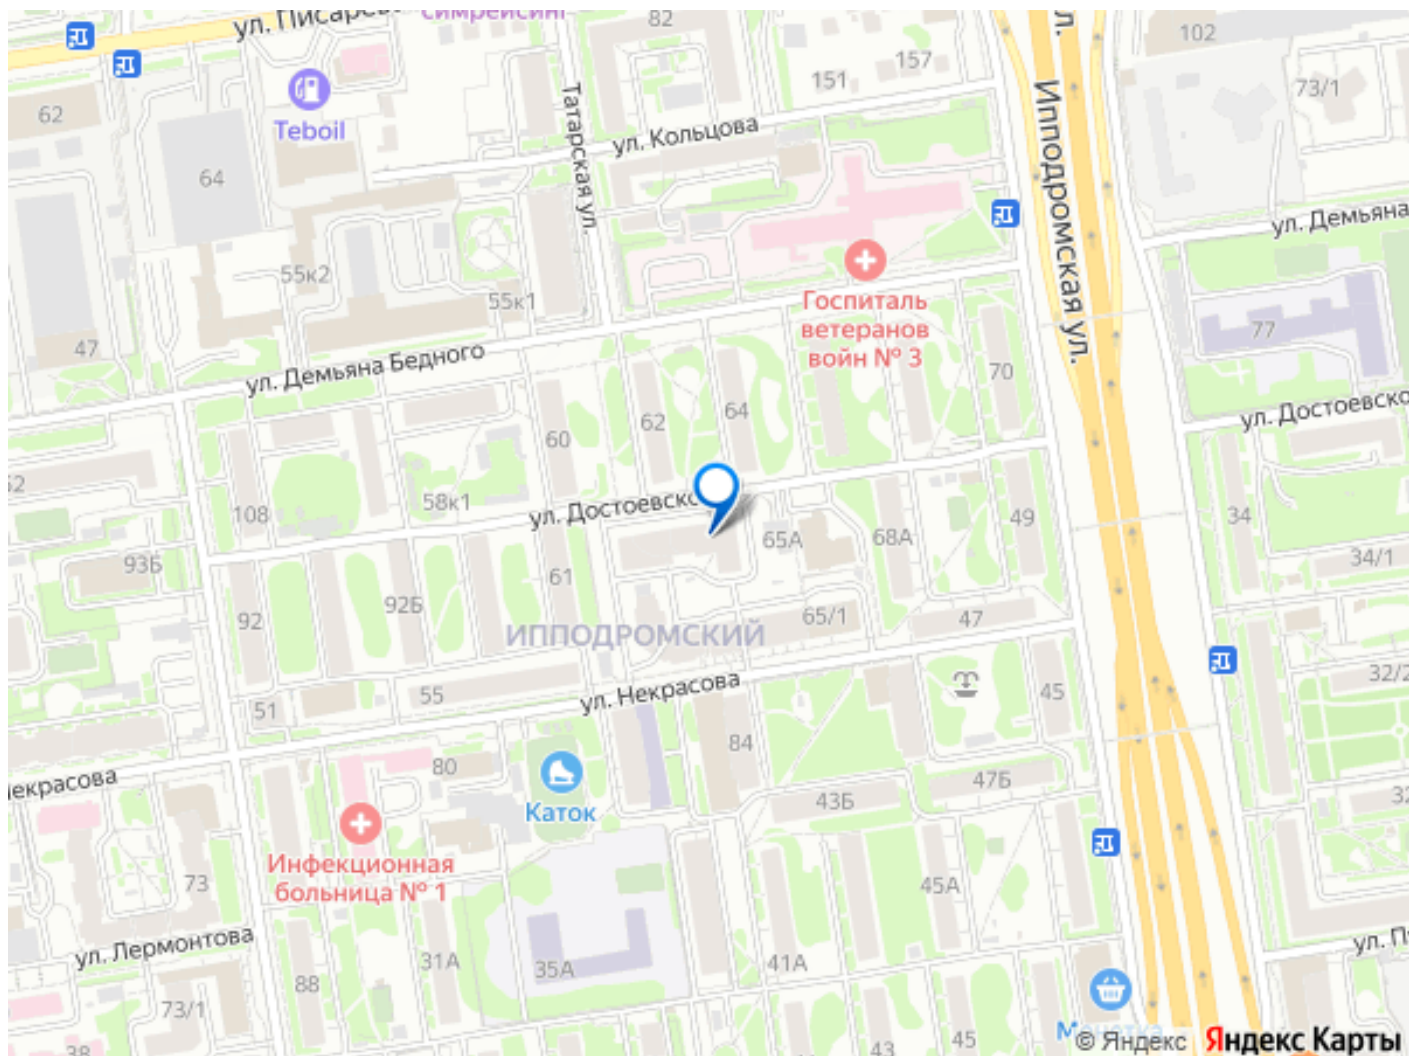 ул. Писарев
симрейсинг
82
102
157
151
73/1
62
Teboil
Татарская ул.
ул. Кольцова
Ипподромская ул.
64
ул. Демьяна
55к2
55к1
Госпиталь
ветеранов
войн № 3
77
47
ул. Демьяна Бедного
70
64
62
60
ул. Достоевско
58к1
ул. Достоевско
108
49
34
65А
68А
93Б
34/1
61
92Б
92
65/1
47
ИППОДРОМСКИЙ
32/2
55
ул. Некрасова
45
51
84
80
47Б
екрасова
Каток
43Б
Инфекционная
больница № 1
73
45А
ул. Лермонтова
31А
35А
41А
88
73/1
38
43
45
© Яндекс Яндекс Карты